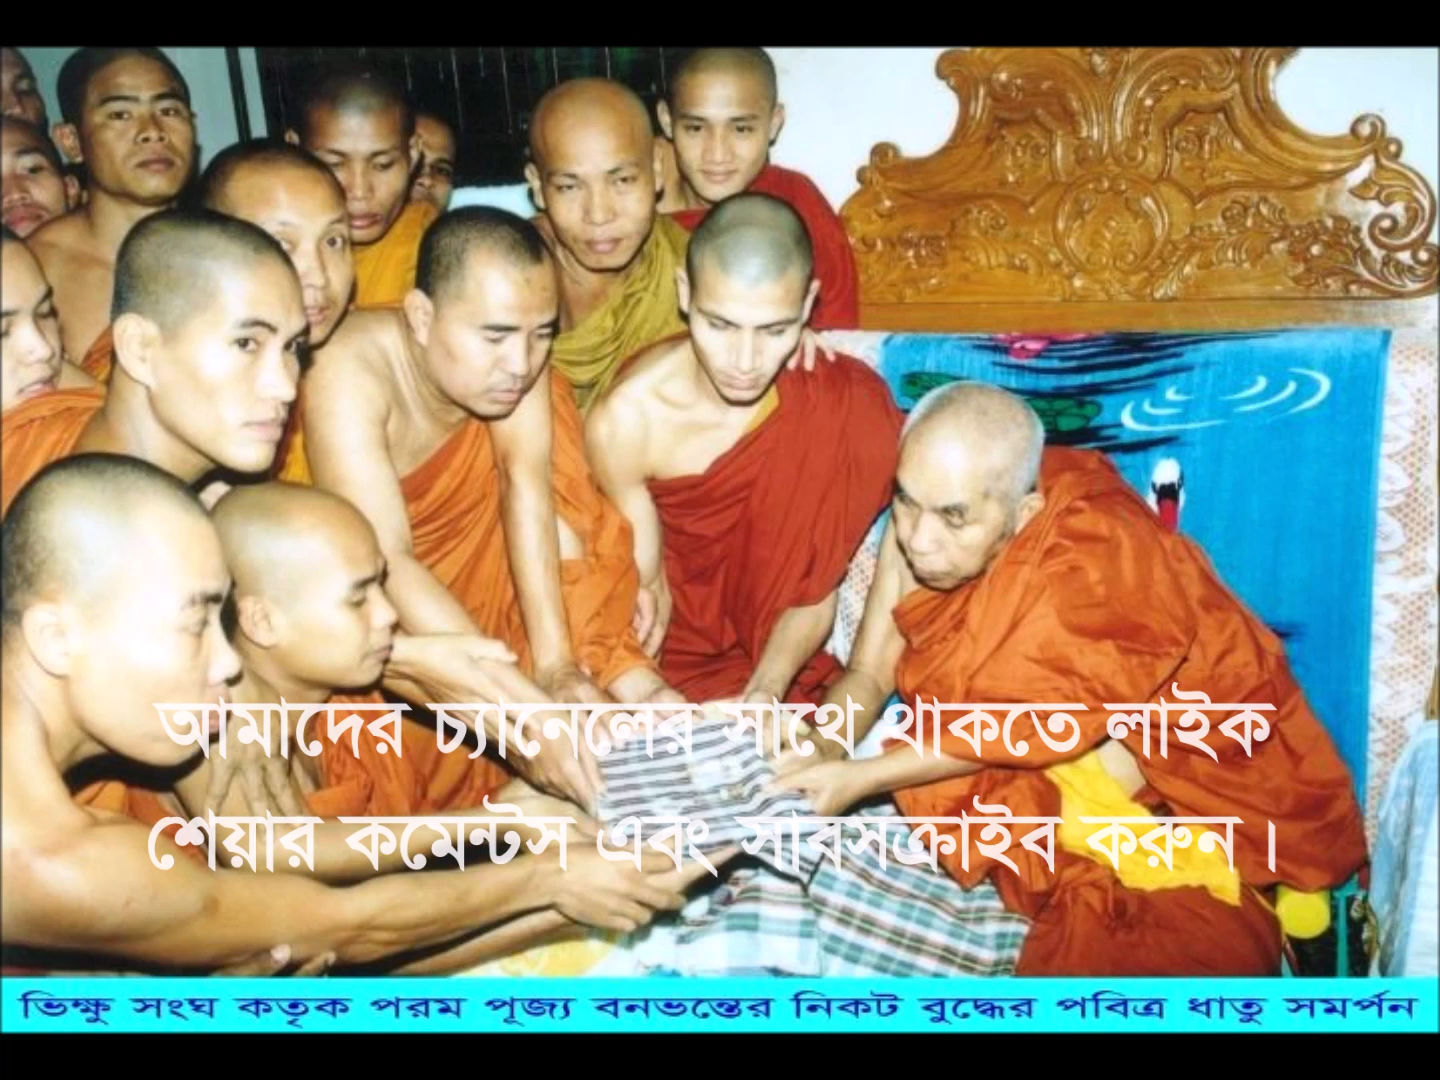 আমাদের চ্যানেলের সাথে থাকতে লাইক
শেয়ার কমেন্টস এবং সাবসক্রাইব করুন ।
ভিক্ষু সংঘ কতৃক পরম পূজ্য বনভন্তের নিকট বুদ্ধের পবিত্র ধাতু সমর্পন